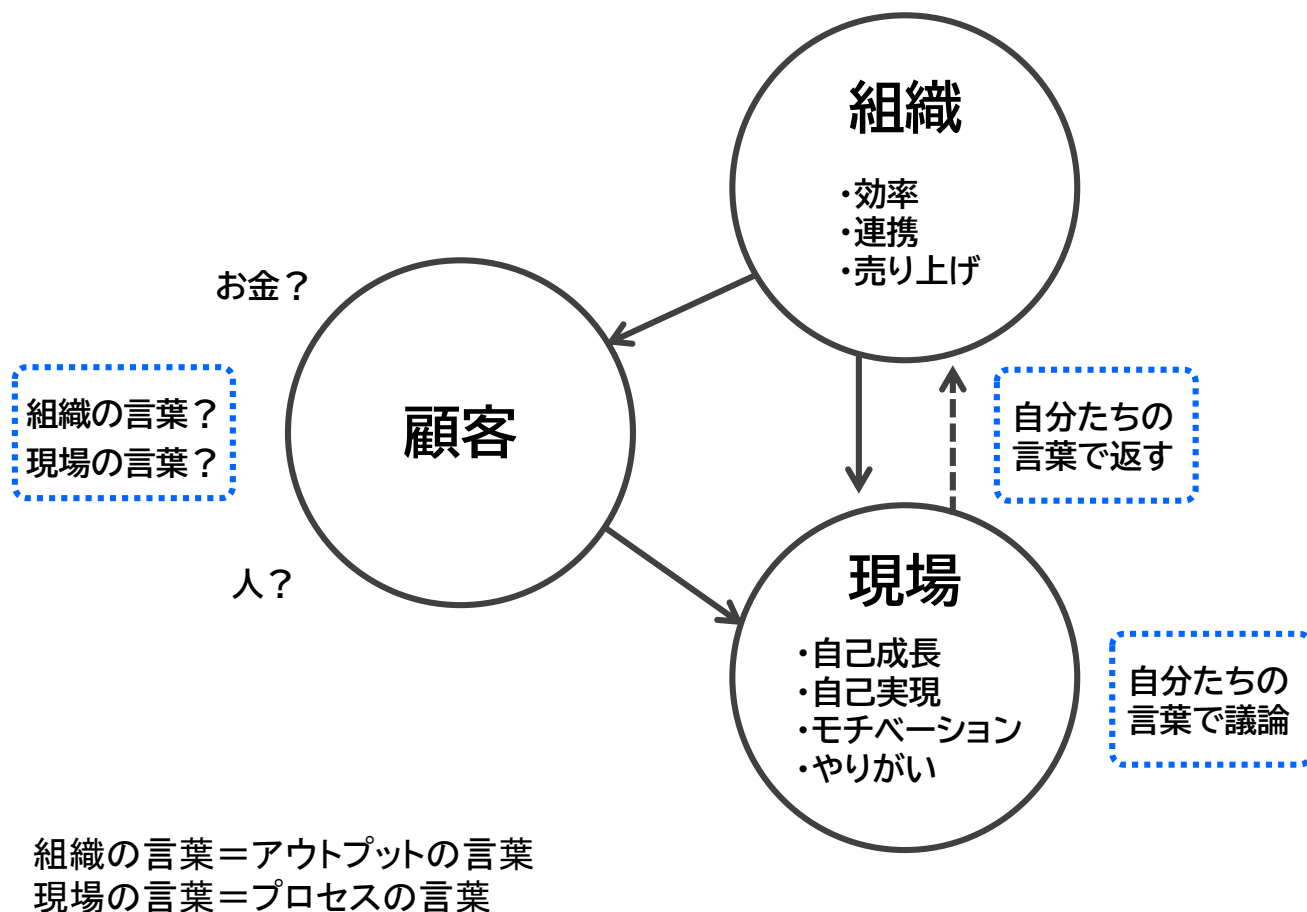 組織
・効率
・連携
・売り上げ
お金？
組織の言葉？
現場の言葉？
顧客
人？
自分たちの
言葉で返す
現場
・自己成長
・自己実現
・モチベーション
・やりがい
自分たちの
言葉で議論
組織の言葉＝アウトプットの言葉
現場の言葉＝プロセスの言葉